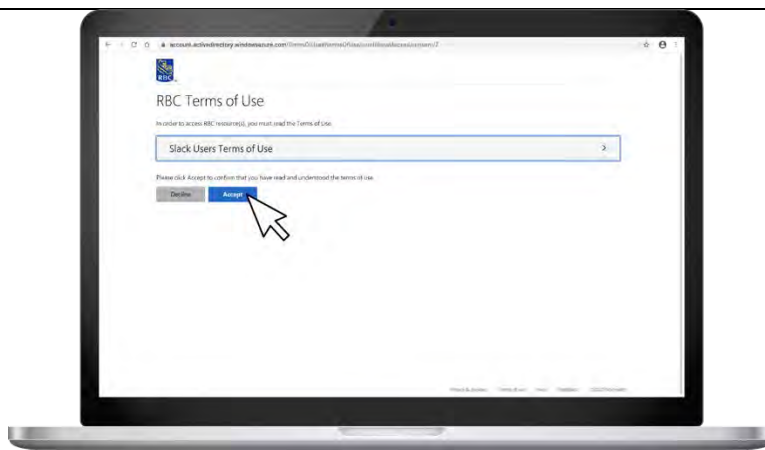 account.activedirectory.windowsazure.com
RBC
RBC Terms of Use
In order to access RBC resource(s), you must read the Terms of Use.
Slack Users Terms of Use
Please click Accept to confirm that you have read and understood the terms of use.
Decline Accept